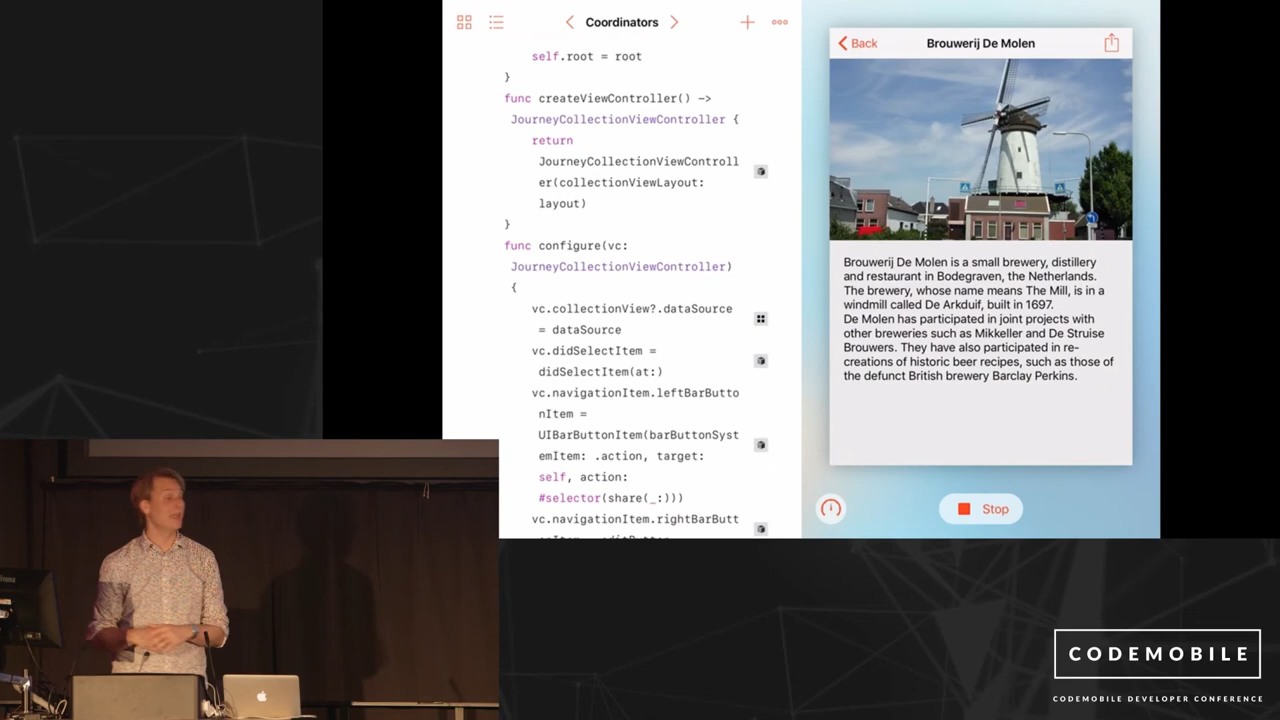 Coordinators
self.root = root
}
func createViewController() ->
JourneyCollectionViewController {
return
JourneyCollectionViewControll
er(collectionViewLayout:
layout)
}
func configure(vc:
JourneyCollectionViewController)
{
vc.collectionView?.dataSource
= dataSource
vc.didSelectItem =
didSelectItem(at:)
vc.navigationItem.leftBarButto
nItem =
UIBarButtonItem(barButtonSyst
emItem: .action, target:
self, action:
#selector(share(_:)))
vc.navigationItem.rightBarButt
Back
Brouwerij De Molen
Brouwerij De Molen is a small brewery, distillery
and restaurant in Bodegraven, the Netherlands.
The brewery, whose name means The Mill, is in a
windmill called De Arkduif, built in 1697.
De Molen has participated in joint projects with
other breweries such as Mikkeller and De Struise
Brouwers. They have also participated in re-
creations of historic beer recipes, such as those of
the defunct British brewery Barclay Perkins.
Stop
CODEMOBILE
CODEMOBILE DEVELOPER CONFERENCE